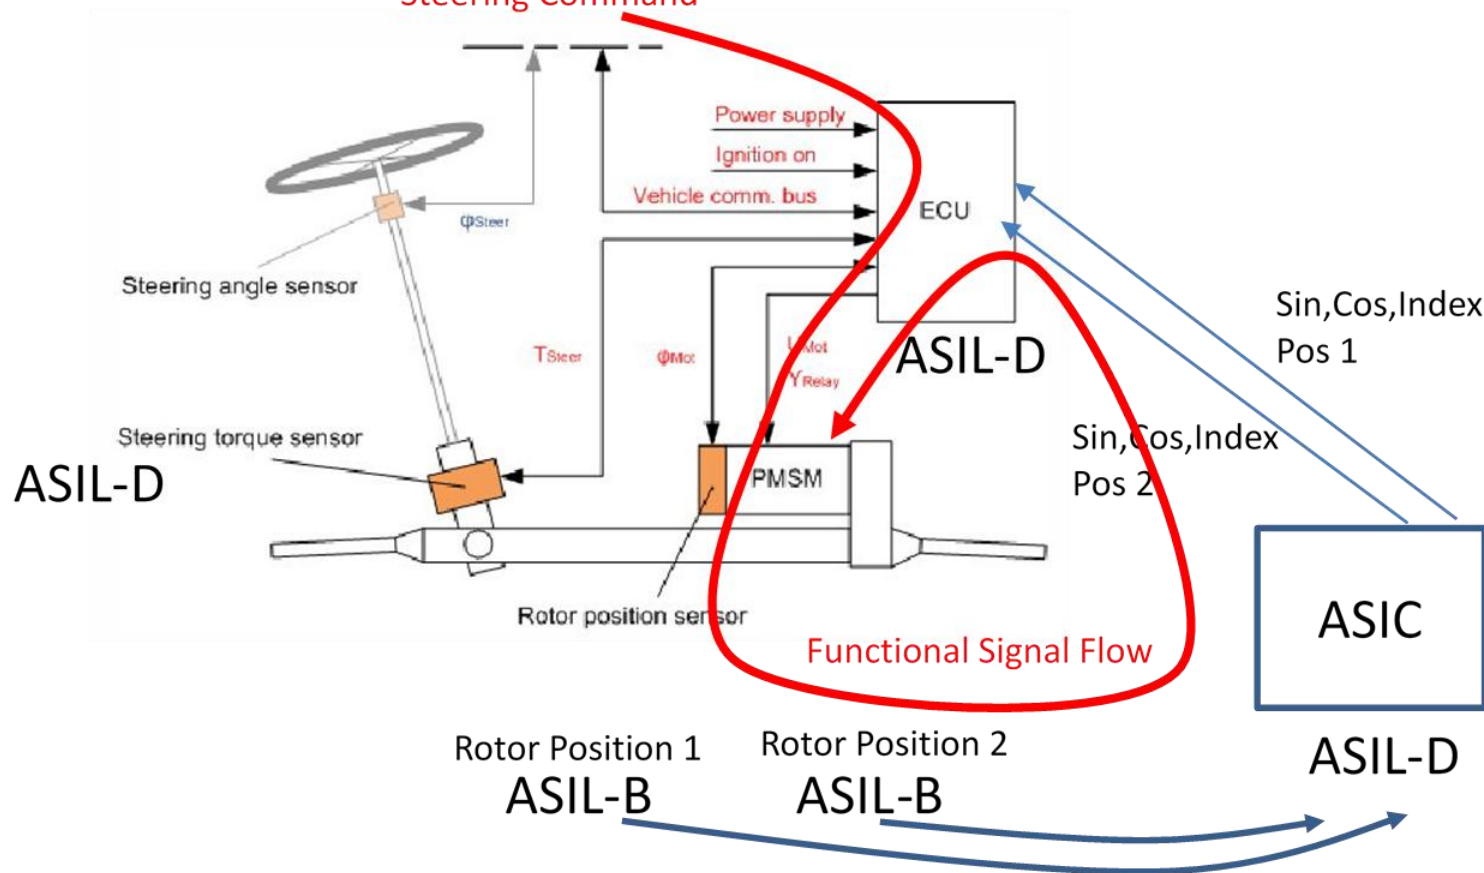 Steering Command
Power supply
Ignition on
Vehicle comm. bus
ECU
φSteer
Steering angle sensor
Sin,Cos,Index
Pos 1
TSteer
φMot
UMot
YRelay
ASIL-D
Steering torque sensor
ASIL-D
PMSM
Sin,Cos,Index
Pos 2
Rotor position sensor
ASIC
Functional Signal Flow
Rotor Position 1
ASIL-B
Rotor Position 2
ASIL-B
ASIL-D